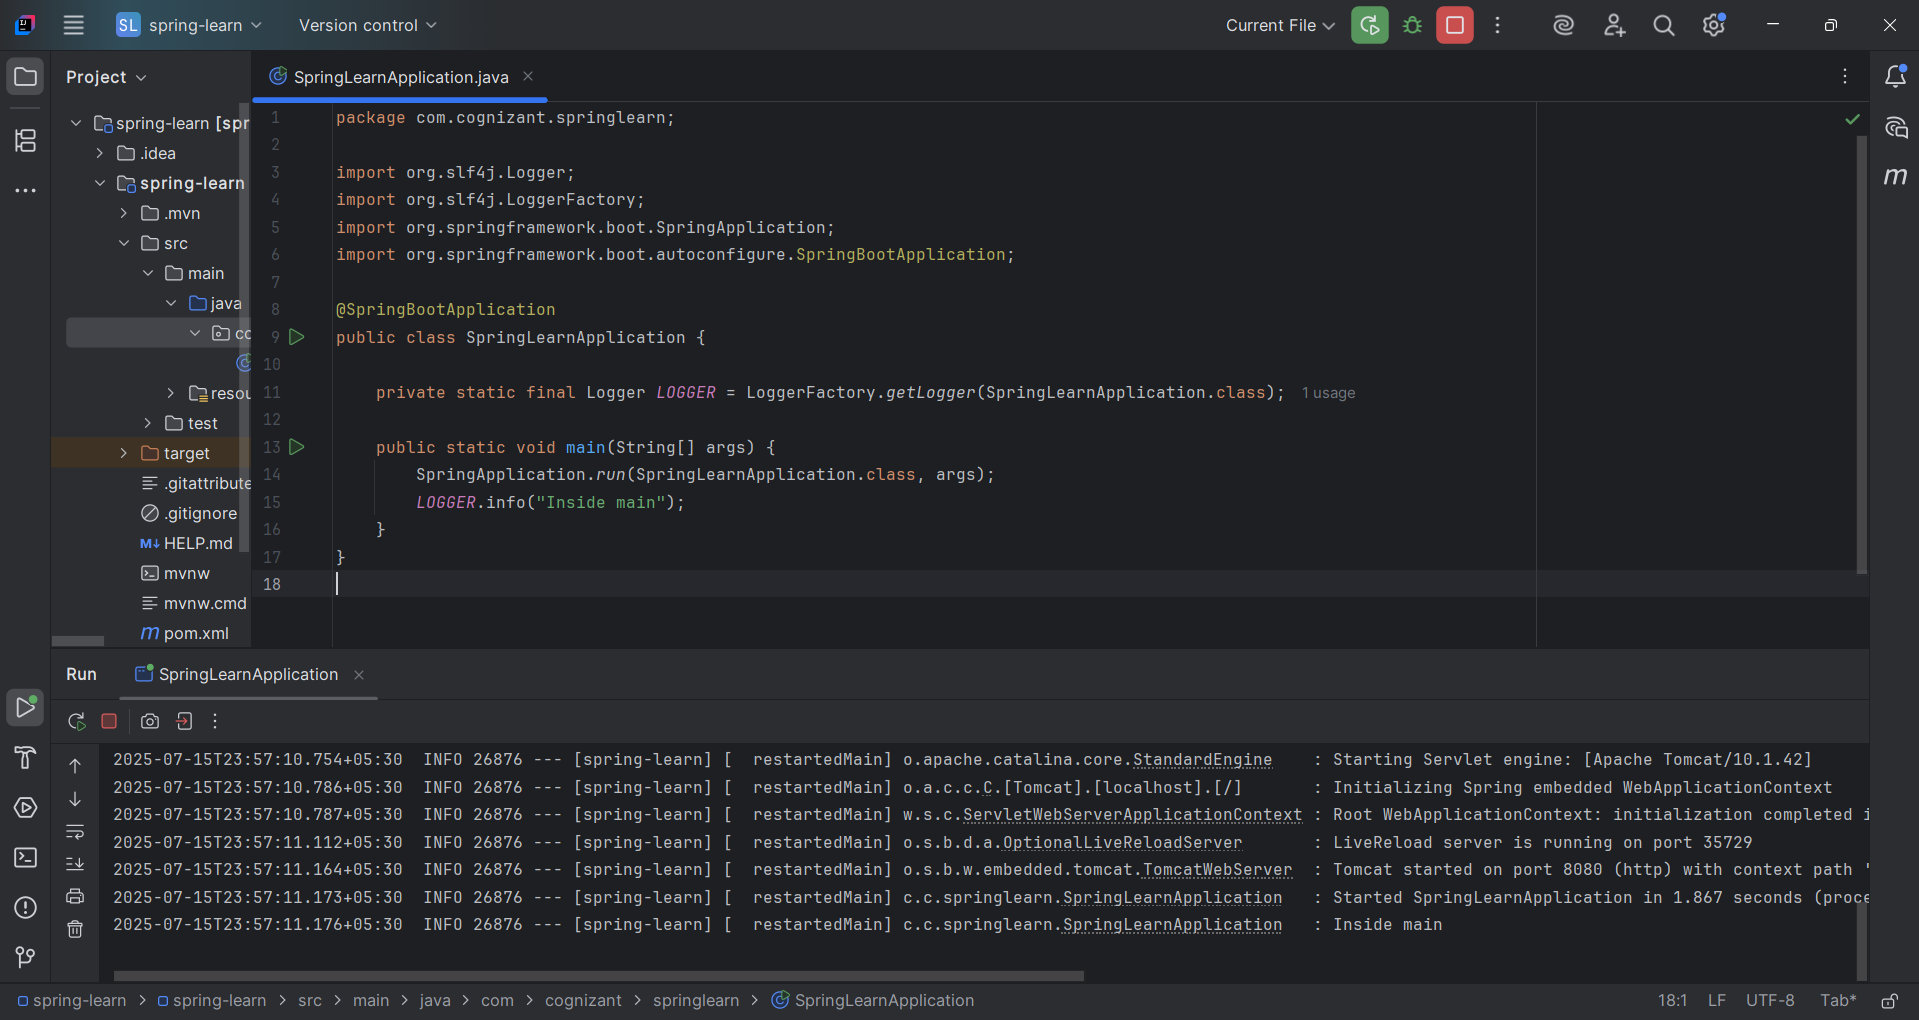 SL spring-learn Version control Current File
Project
SpringLearnApplication.java
spring-learn [spr
.idea
spring-learn
.mvn
src
main
java
resou
test
target
.gitattribute
.gitignore
M↓ HELP.md
mvnw
mvnw.cmd
m pom.xml
1 package com.cognizant.springlearn;
2
3 import org.slf4j.Logger;
4 import org.slf4j.LoggerFactory;
5 import org.springframework.boot.SpringApplication;
6 import org.springframework.boot.autoconfigure.SpringBootApplication;
7
8 @SpringBootApplication
9 public class SpringLearnApplication {
10
11 private static final Logger LOGGER = LoggerFactory.getLogger(SpringLearnApplication.class); 1 usage
12
13 public static void main(String[] args) {
14 SpringApplication.run(SpringLearnApplication.class, args);
15 LOGGER.info("Inside main");
16 }
17 }
18
m
Run SpringLearnApplication
2025-07-15T23:57:10.754+05:30 INFO 26876 --- [spring-learn] [ restartedMain] o.apache.catalina.core.StandardEngine : Starting Servlet engine: [Apache Tomcat/10.1.42]
2025-07-15T23:57:10.786+05:30 INFO 26876 --- [spring-learn] [ restartedMain] o.a.c.c.C.[Tomcat].[localhost].[/] : Initializing Spring embedded WebApplicationContext
2025-07-15T23:57:10.787+05:30 INFO 26876 --- [spring-learn] [ restartedMain] w.s.c.ServletWebServerApplicationContext : Root WebApplicationContext: initialization completed i
2025-07-15T23:57:11.112+05:30 INFO 26876 --- [spring-learn] [ restartedMain] o.s.b.d.a.OptionalLiveReloadServer : LiveReload server is running on port 35729
2025-07-15T23:57:11.164+05:30 INFO 26876 --- [spring-learn] [ restartedMain] o.s.b.w.embedded.tomcat.TomcatWebServer : Tomcat started on port 8080 (http) with context path '
2025-07-15T23:57:11.173+05:30 INFO 26876 --- [spring-learn] [ restartedMain] c.c.springlearn.SpringLearnApplication : Started SpringLearnApplication in 1.867 seconds (proce
2025-07-15T23:57:11.176+05:30 INFO 26876 --- [spring-learn] [ restartedMain] c.c.springlearn.SpringLearnApplication : Inside main
spring-learn > spring-learn > src > main > java > com > cognizant > springlearn > SpringLearnApplication 18:1 LF UTF-8 Tab*